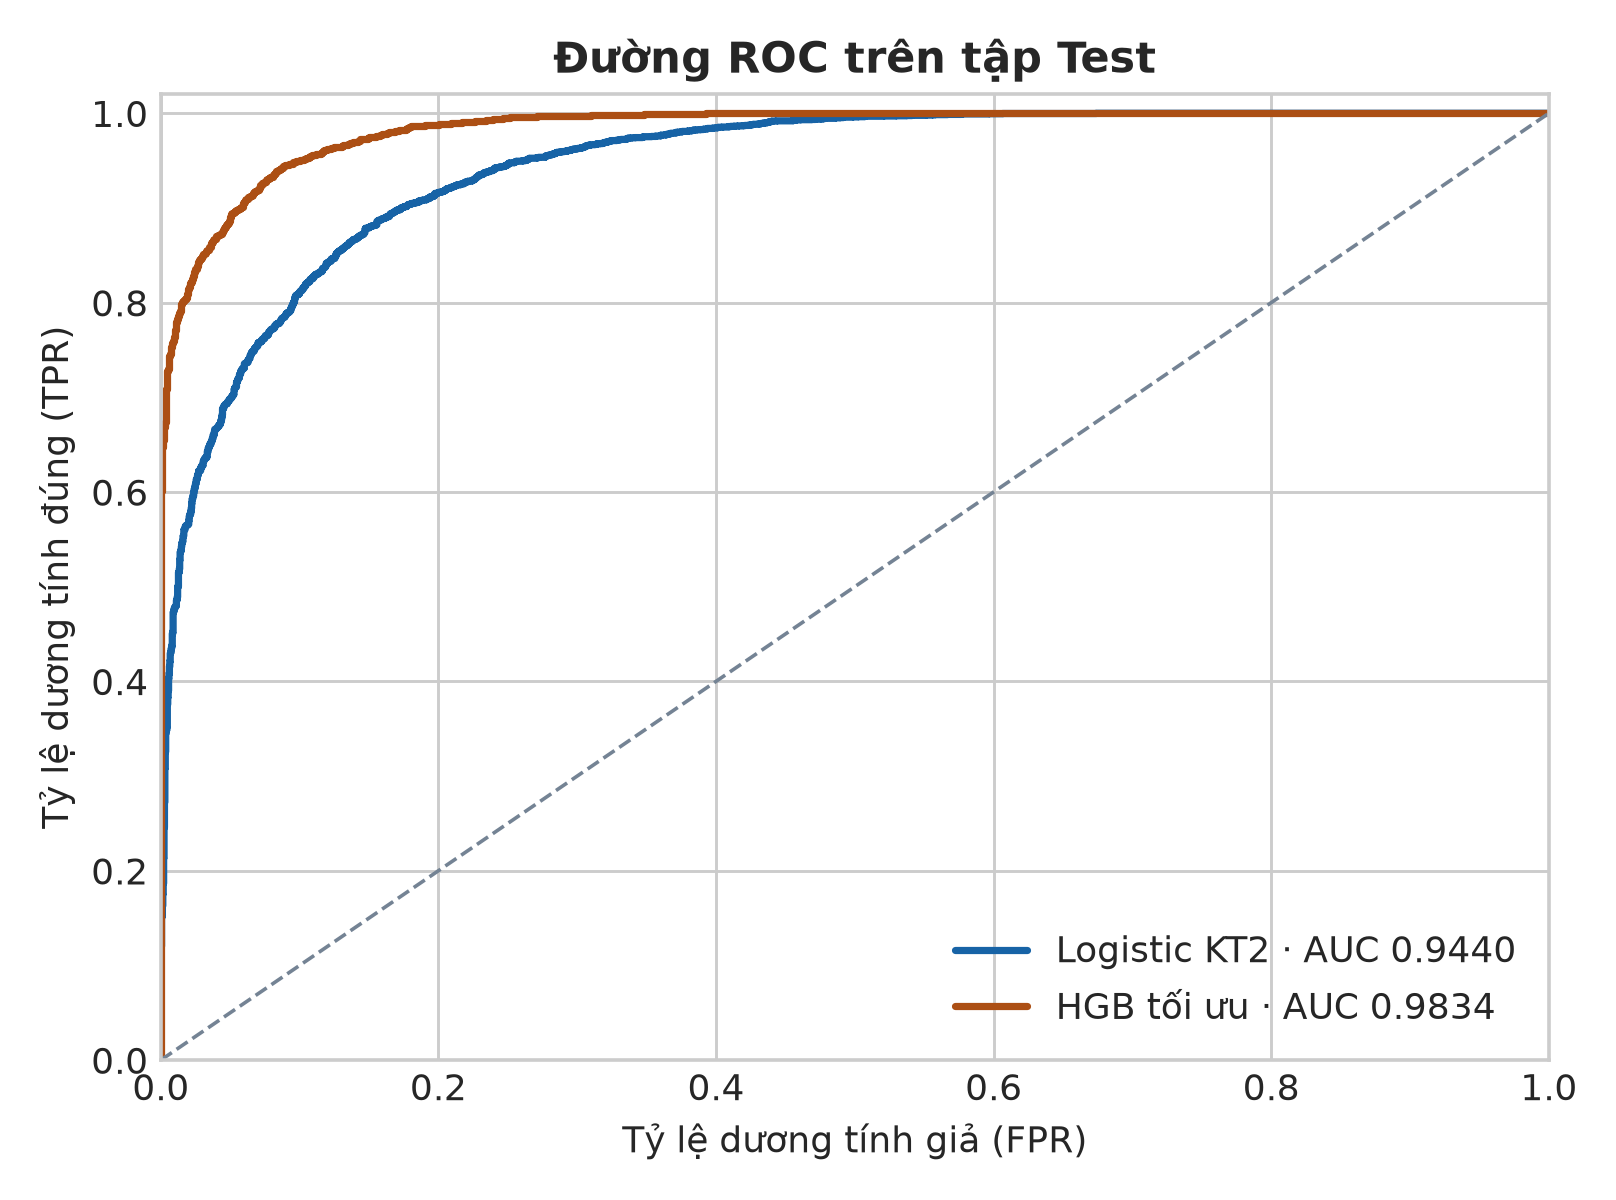 Đường ROC trên tập Test
Tỷ lệ dương tính đúng (TPR)
1.0
0.8
0.6
0.4
0.2
0.0
0.0 0.2 0.4 0.6 0.8 1.0
Tỷ lệ dương tính giả (FPR)
Logistic KT2 · AUC 0.9440
HGB tối ưu · AUC 0.9834